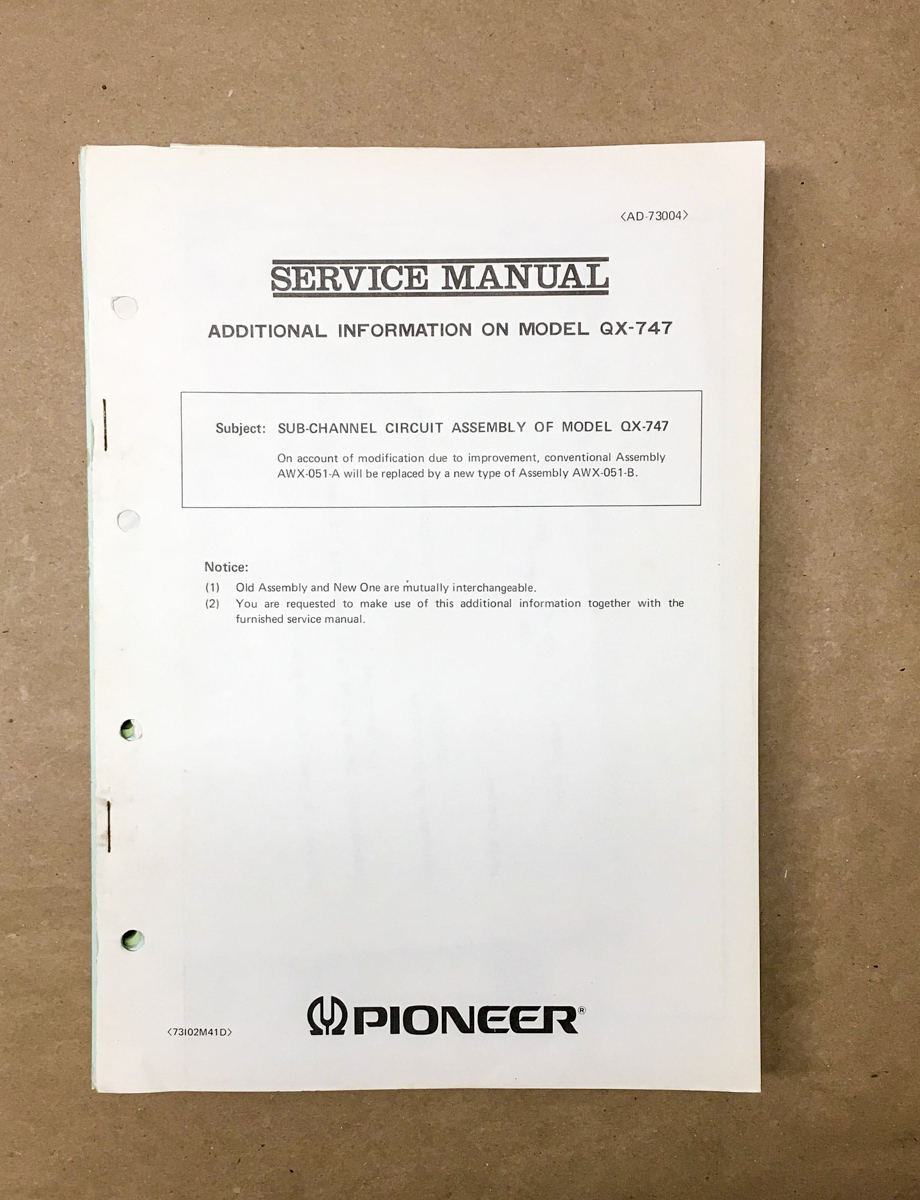 <AD-73004>
SERVICE MANUAL
ADDITIONAL INFORMATION ON MODEL QX-747
Subject: SUB-CHANNEL CIRCUIT ASSEMBLY OF MODEL QX-747
On account of modification due to improvement, conventional Assembly
AWX-051-A will be replaced by a new type of Assembly AWX-051-B.
Notice:
(1) Old Assembly and New One are mutually interchangeable.
(2) You are requested to make use of this additional information together with the
furnished service manual.
<73I02M41D>
PIONEER®